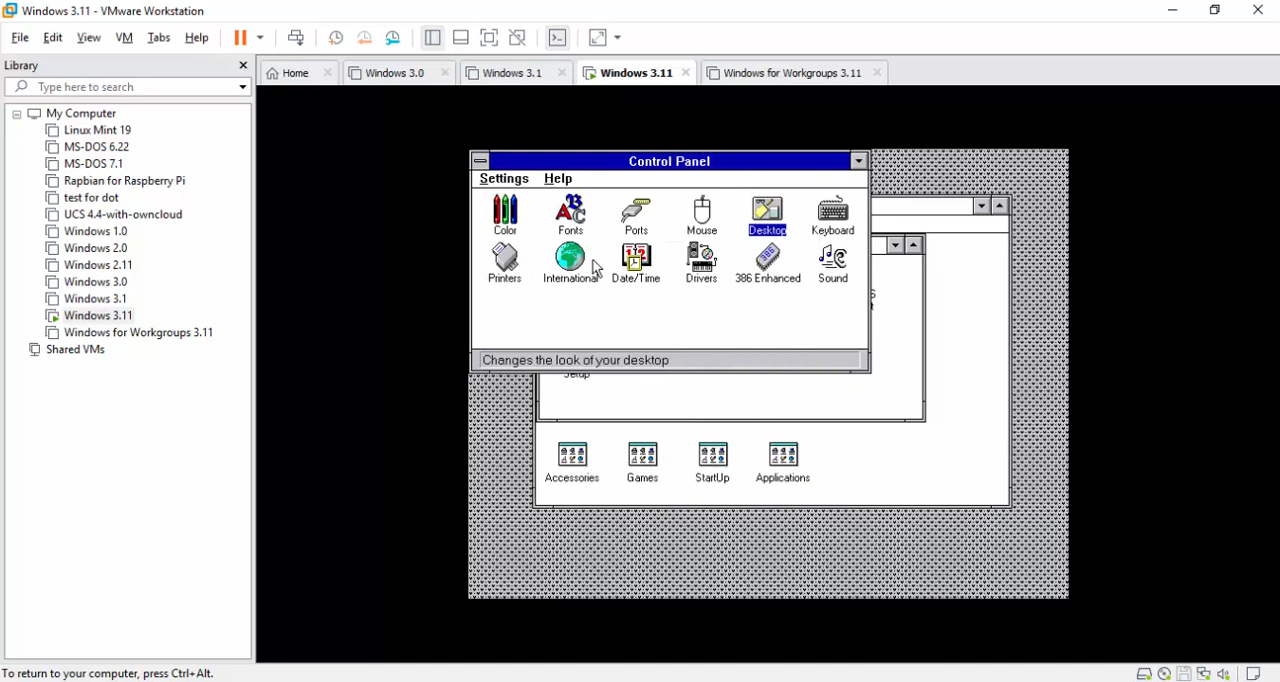 Windows 3.11 - VMware Workstation
File Edit View VM Tabs Help
Library
Type here to search
My Computer
Linux Mint 19
MS-DOS 6.22
MS-DOS 7.1
Rapbian for Raspberry Pi
test for dot
UCS 4.4-with-owncloud
Windows 1.0
Windows 2.0
Windows 2.11
Windows 3.0
Windows 3.1
Windows 3.11
Windows for Workgroups 3.11
Shared VMs
Home Windows 3.0 Windows 3.1 Windows 3.11 Windows for Workgroups 3.11
Control Panel
Settings Help
Color Fonts Ports Mouse Desktop Keyboard
Printers International Date/Time Drivers 386 Enhanced Sound
Changes the look of your desktop
Setup
Accessories Games StartUp Applications
To return to your computer, press Ctrl+Alt.